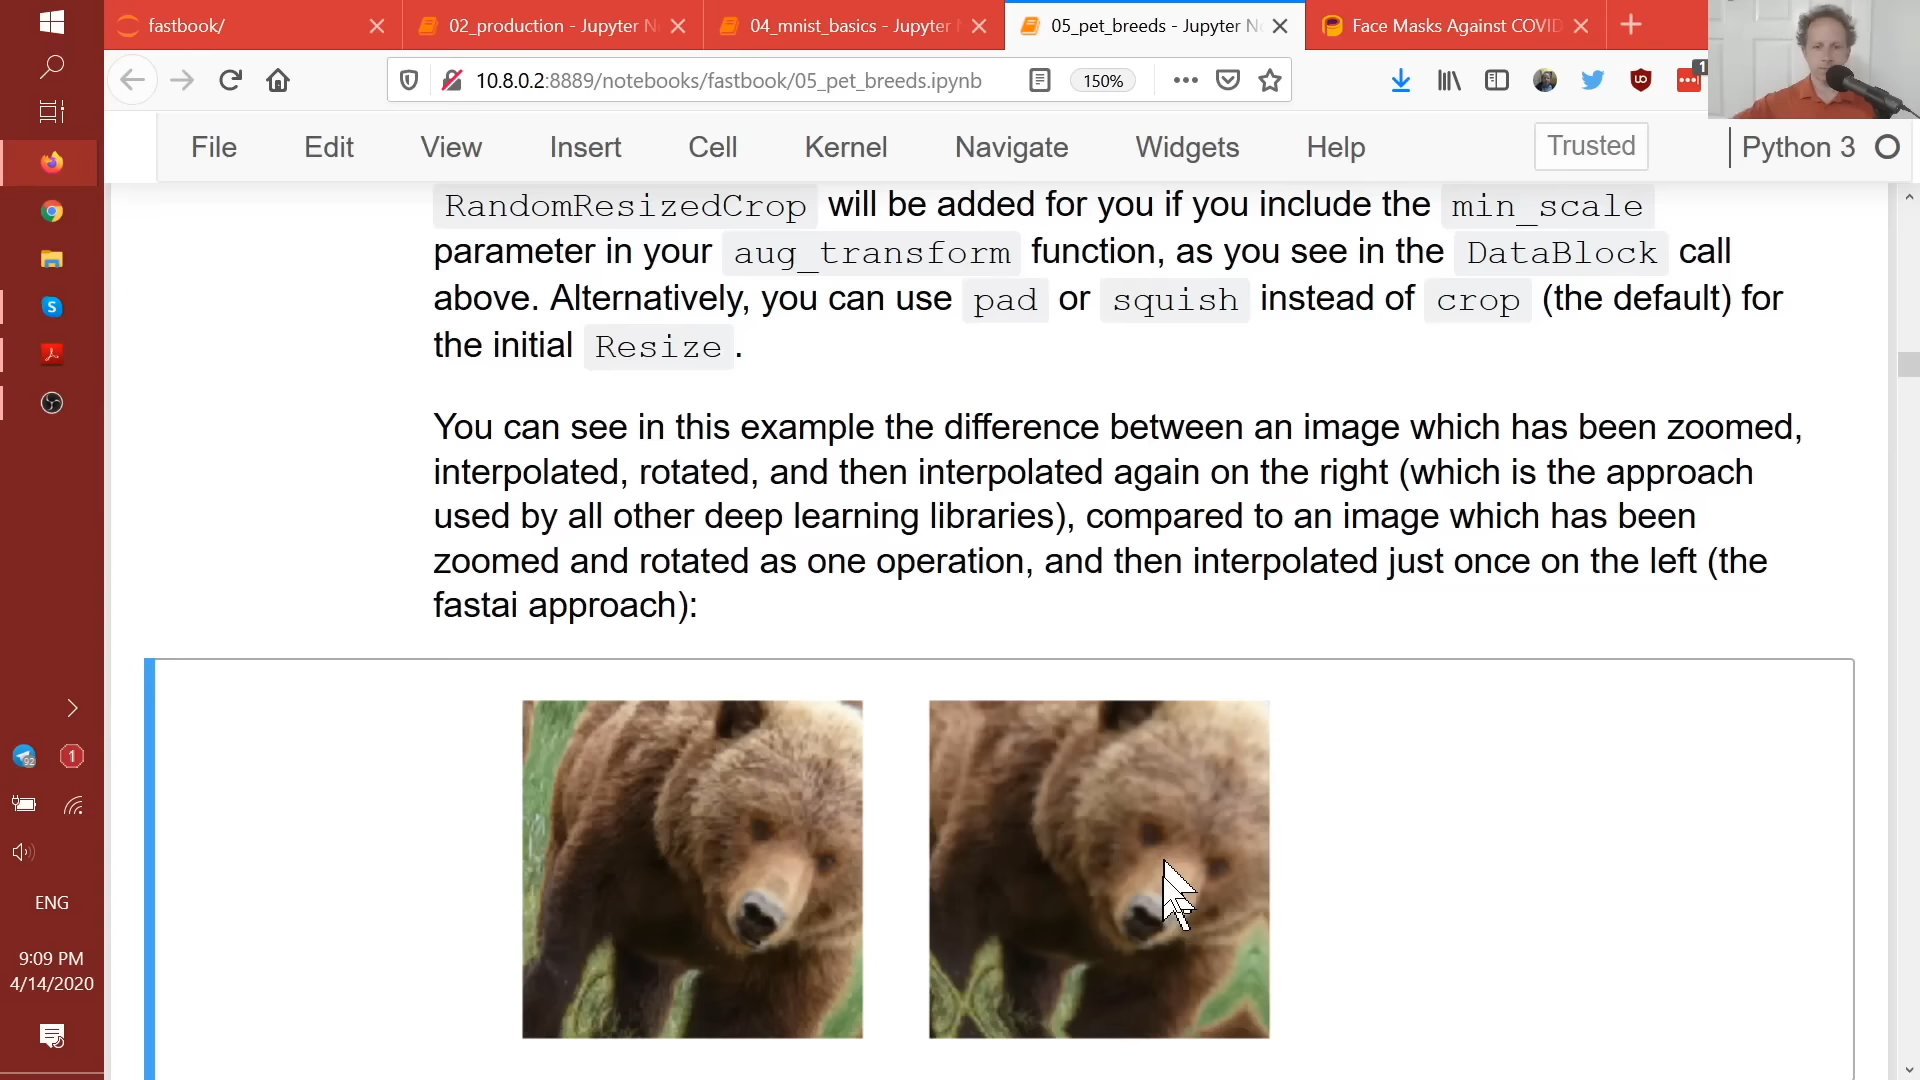 fastbook/
02_production - Jupyter N
04_mnist_basics - Jupyter
05_pet_breeds - Jupyter N
Face Masks Against COVID
10.8.0.2:8889/notebooks/fastbook/05_pet_breeds.ipynb
150%
1
File Edit View Insert Cell Kernel Navigate Widgets Help Trusted Python 3
RandomResizedCrop will be added for you if you include the min_scale
parameter in your aug_transform function, as you see in the DataBlock call
above. Alternatively, you can use pad or squish instead of crop (the default) for
the initial Resize.
You can see in this example the difference between an image which has been zoomed,
interpolated, rotated, and then interpolated again on the right (which is the approach
used by all other deep learning libraries), compared to an image which has been
zoomed and rotated as one operation, and then interpolated just once on the left (the
fastai approach):
92
1
ENG
9:09 PM
4/14/2020